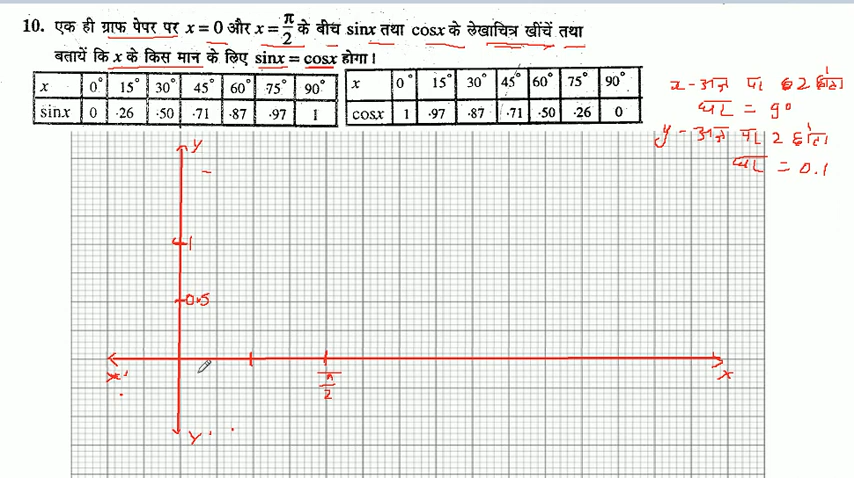 10. एक ही ग्राफ पेपर पर x = 0 और x = π/2 के बीच sinx तथा cosx के लेखाचित्र खींचें तथा
बतायें कि x के किस मान के लिए sinx = cosx होगा।
x 0° 15° 30° 45° 60° 75° 90°
sinx 0 ·26 ·50 ·71 ·87 ·97 1
x 0° 15° 30° 45° 60° 75° 90°
cosx 1 ·97 ·87 ·71 ·50 ·26 0
x-अक्ष पर 2 छोटा
घर = 9°
y-अक्ष पर 2 छोटा
घर = 0.1
Y
1
0.5
X'
π/2
X
Y'